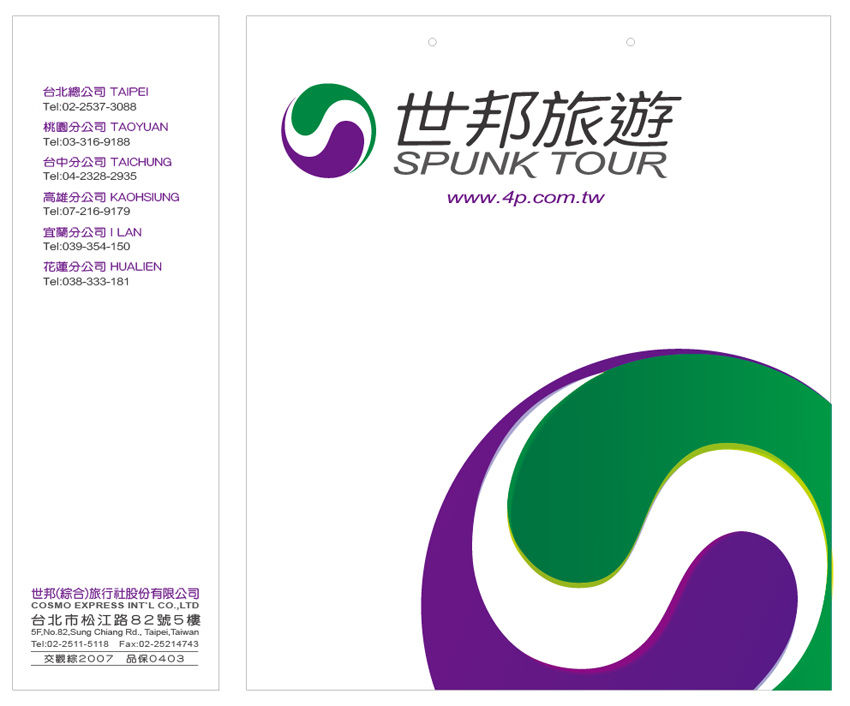 台北總公司 TAIPEI
Tel:02-2537-3088
桃園分公司 TAOYUAN
Tel:03-316-9188
台中分公司 TAICHUNG
Tel:04-2328-2935
高雄分公司 KAOHSIUNG
Tel:07-216-9179
宜蘭分公司 I LAN
Tel:039-354-150
花蓮分公司 HUALIEN
Tel:038-333-181
世邦(綜合)旅行社股份有限公司
COSMO EXPRESS INT'L CO.,LTD
台北市松江路82號5樓
5F,No.82,Sung Chiang Rd., Taipei,Taiwan
Tel:02-2511-5118 Fax:02-25214743
交觀綜2007 品保0403
世邦旅遊
SPUNK TOUR
www.4p.com.tw